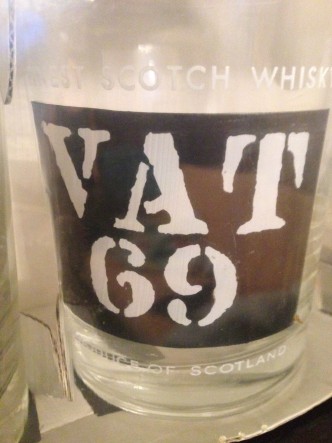 SCOTCH WHISKY
VAT
69
OF SCOTLAND